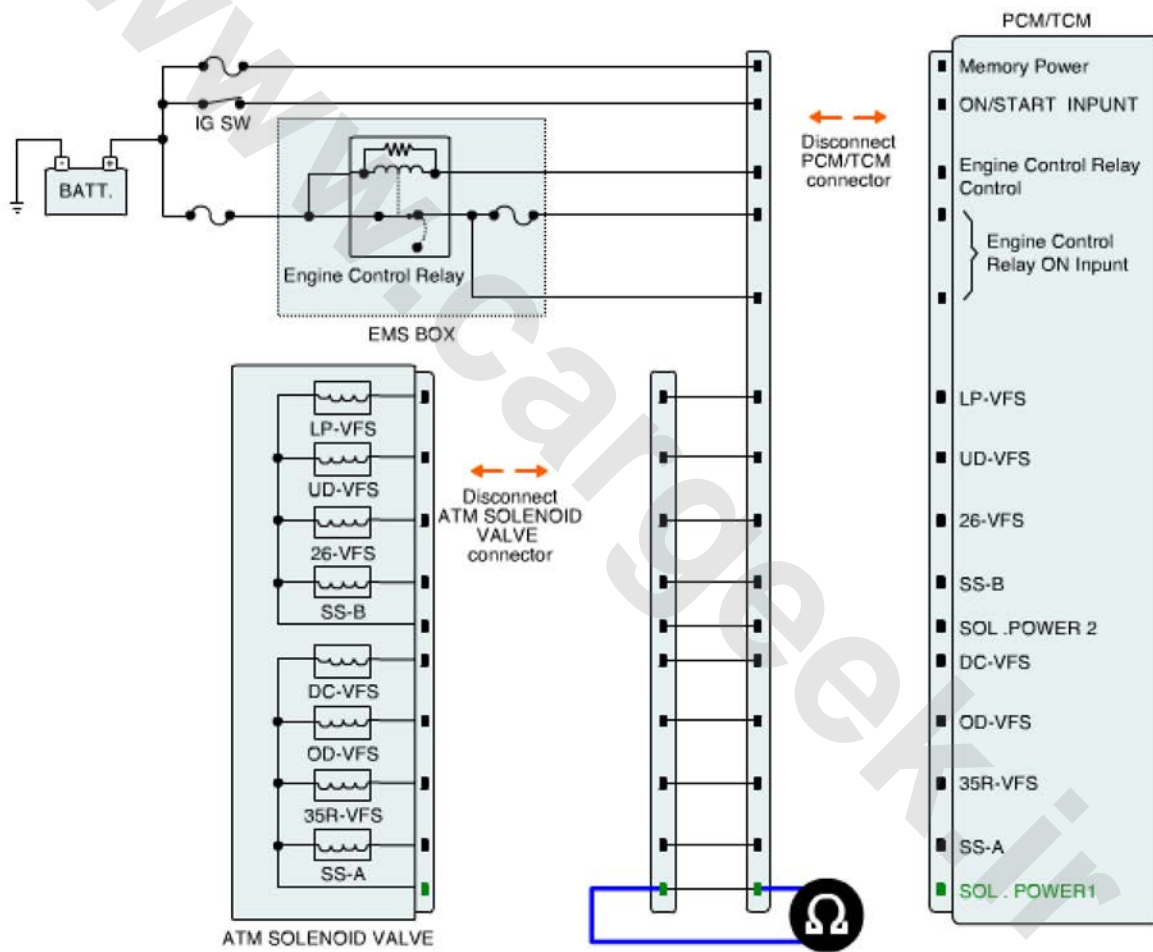 PCM/TCM
Memory Power
ON/START INPUNT
IG SW
Disconnect
PCM/TCM
connector
Engine Control Relay
Control
- +
BATT.
Engine Control
Relay ON Inpunt
Engine Control Relay
EMS BOX
LP-VFS
UD-VFS
26-VFS
SS-B
DC-VFS
OD-VFS
35R-VFS
SS-A
ATM SOLENOID VALVE
Disconnect
ATM SOLENOID
VALVE
connector
LP-VFS
UD-VFS
26-VFS
SS-B
SOL .POWER 2
DC-VFS
OD-VFS
35R-VFS
SS-A
SOL . POWER1
Ω
www.cargeek.ir